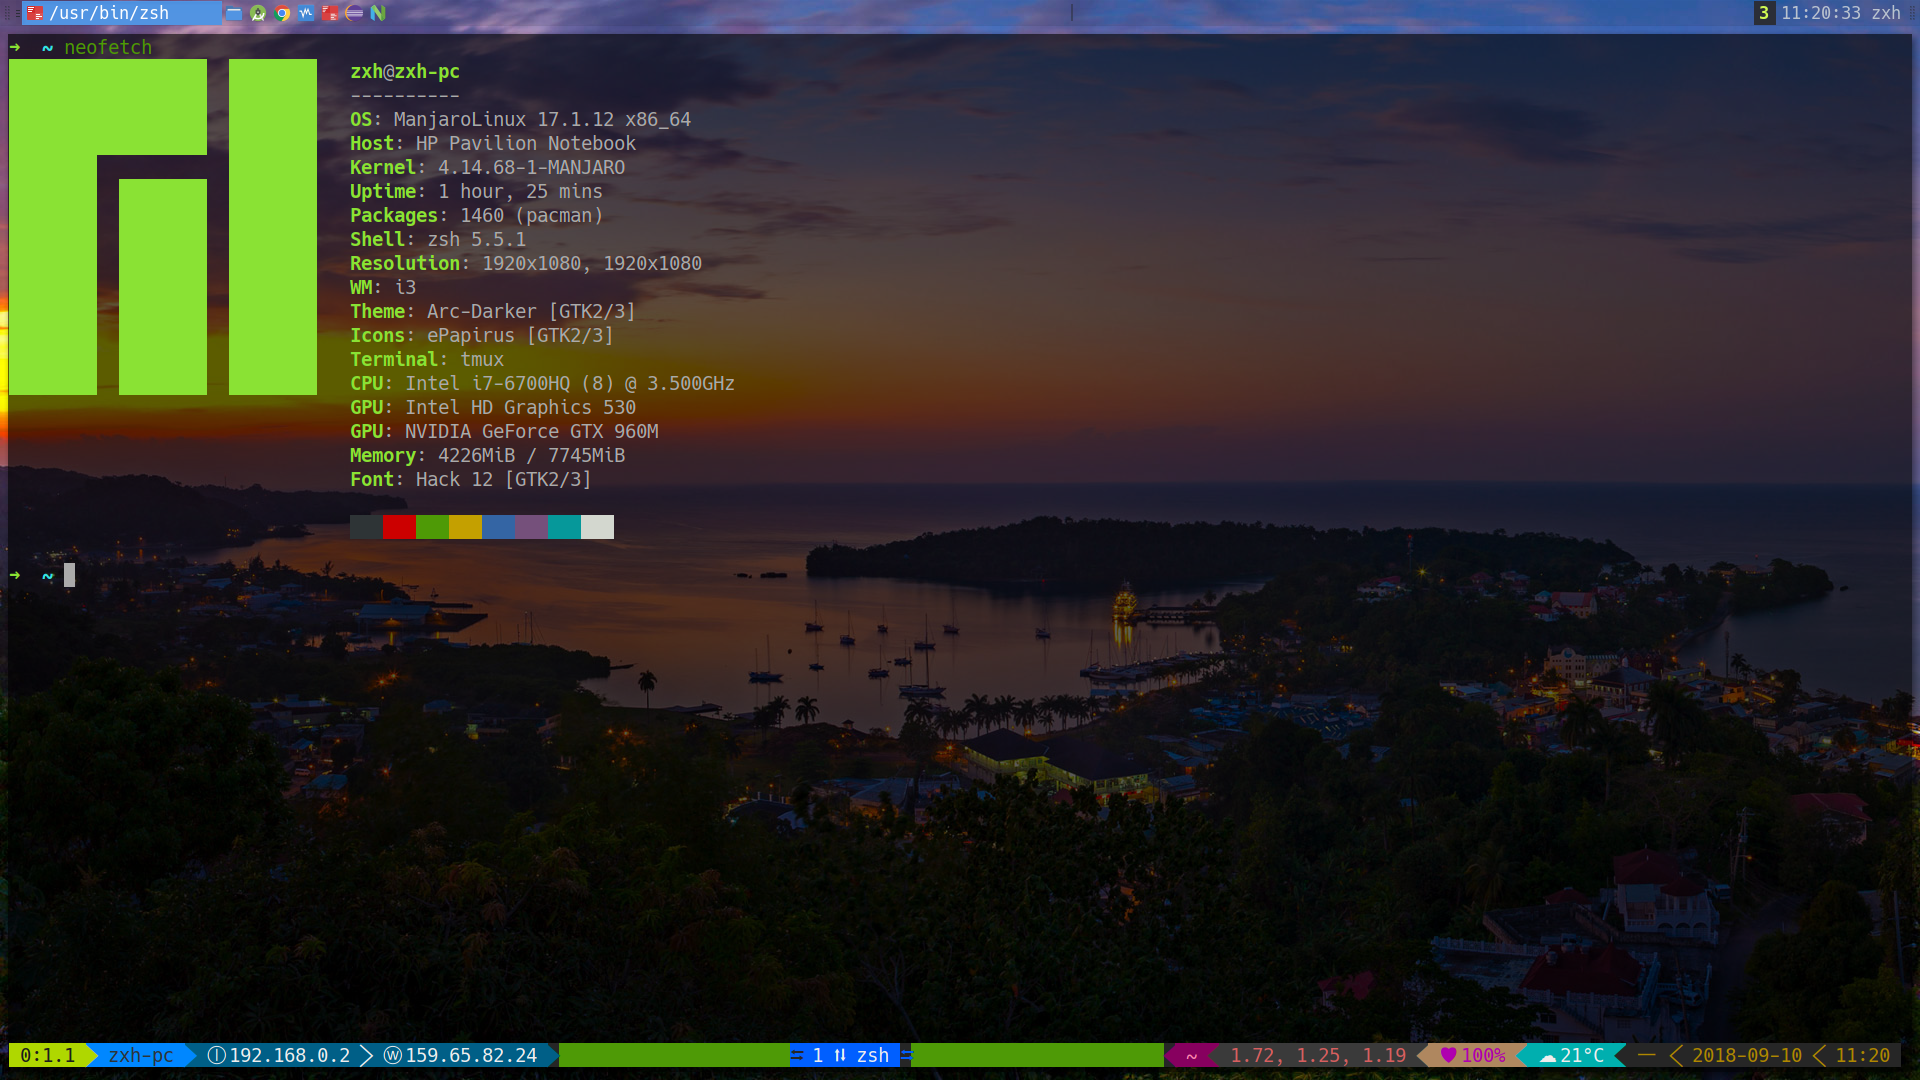 /usr/bin/zsh
3 11:20:33 zxh
➜ ~ neofetch
zxh@zxh-pc
----------
OS: ManjaroLinux 17.1.12 x86_64
Host: HP Pavilion Notebook
Kernel: 4.14.68-1-MANJARO
Uptime: 1 hour, 25 mins
Packages: 1460 (pacman)
Shell: zsh 5.5.1
Resolution: 1920x1080, 1920x1080
WM: i3
Theme: Arc-Darker [GTK2/3]
Icons: ePapirus [GTK2/3]
Terminal: tmux
CPU: Intel i7-6700HQ (8) @ 3.500GHz
GPU: Intel HD Graphics 530
GPU: NVIDIA GeForce GTX 960M
Memory: 4226MiB / 7745MiB
Font: Hack 12 [GTK2/3]
➜ ~
0:1.1 zxh-pc Ⓛ192.168.0.2 ⓦ159.65.82.24 1 zsh ~ 1.72, 1.25, 1.19 ♥100% ☁21°C — 2018-09-10 11:20